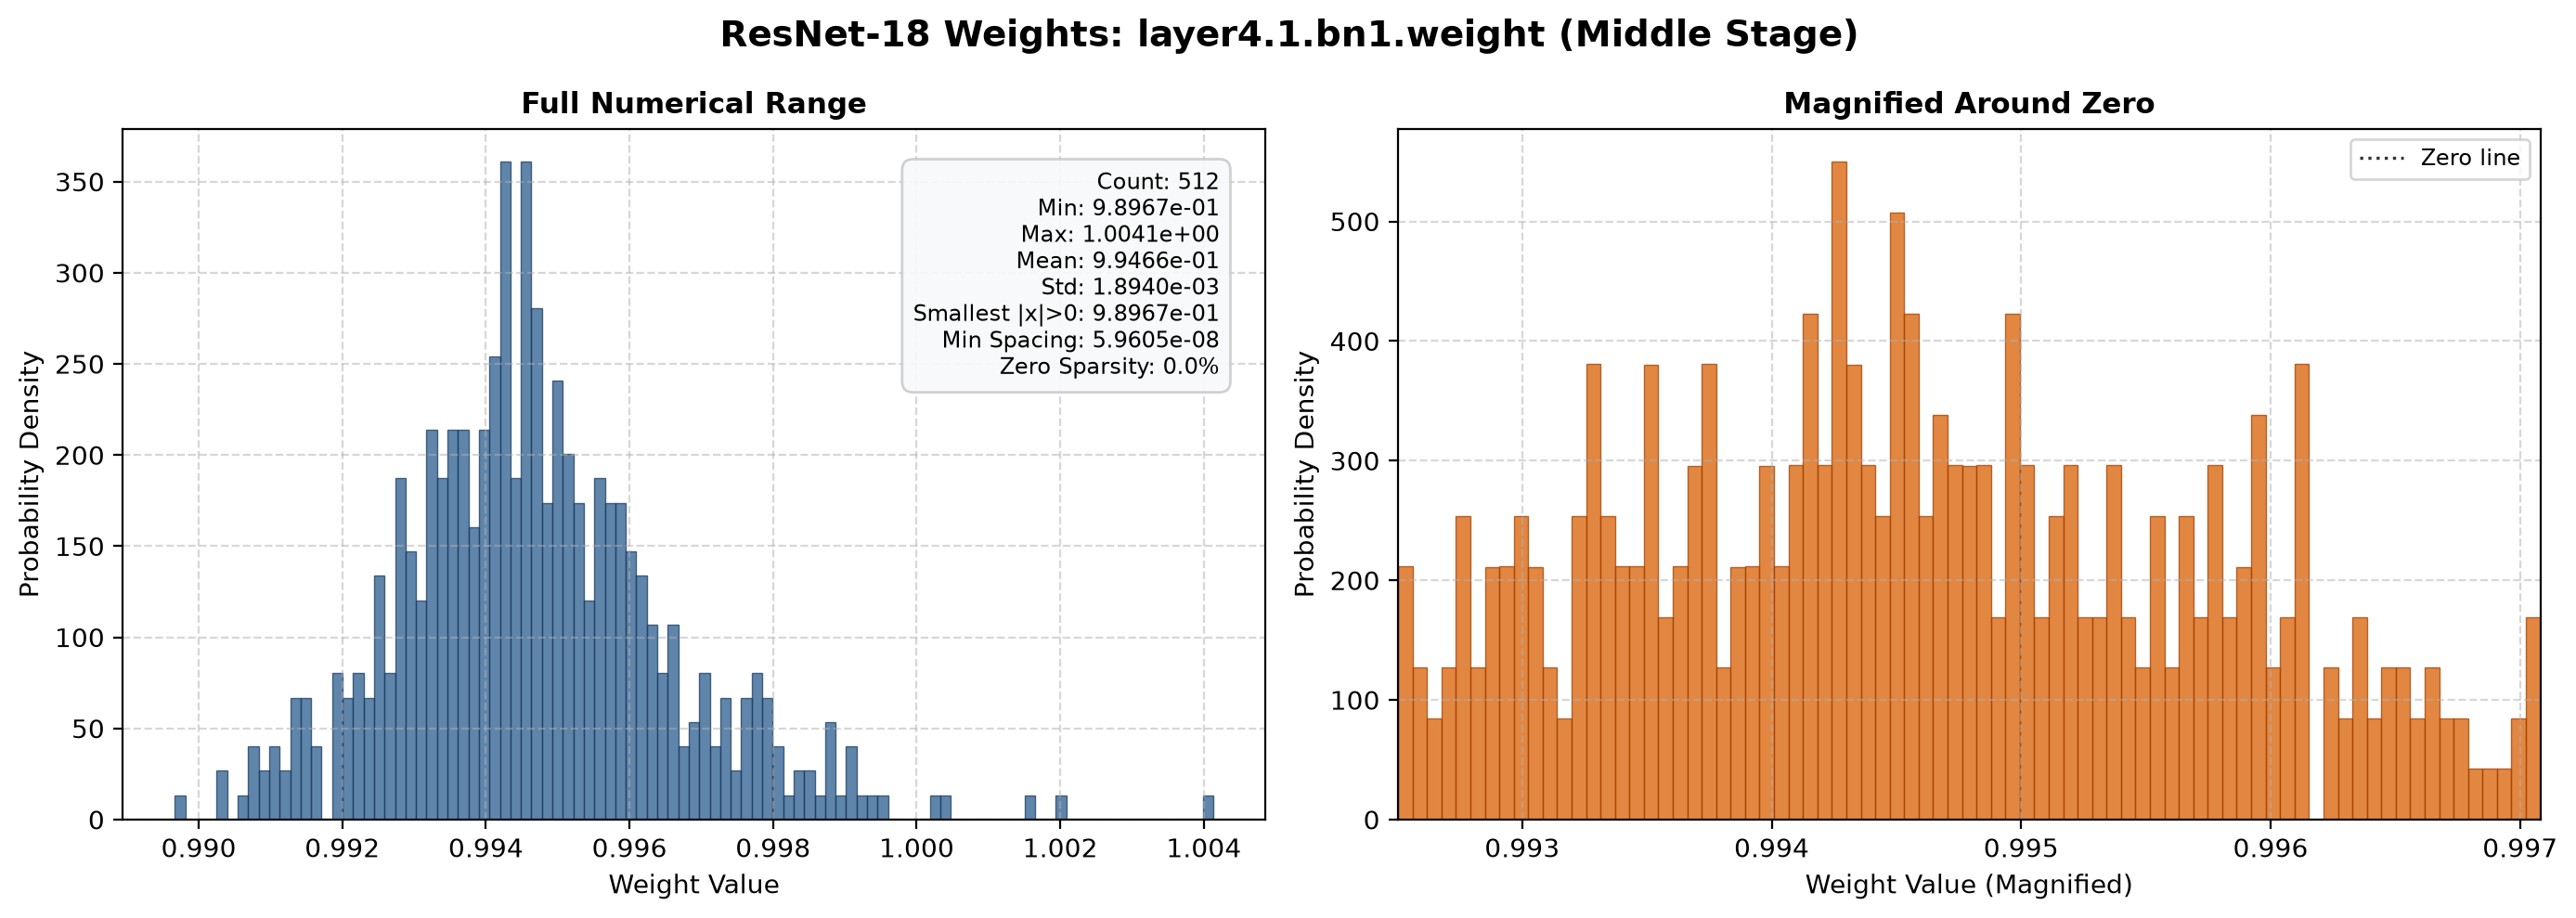 ResNet-18 Weights: layer4.1.bn1.weight (Middle Stage)
Full Numerical Range
Probability Density
350
300
250
200
150
100
50
0
Count: 512
Min: 9.8967e-01
Max: 1.0041e+00
Mean: 9.9466e-01
Std: 1.8940e-03
Smallest |x|>0: 9.8967e-01
Min Spacing: 5.9605e-08
Zero Sparsity: 0.0%
0.990 0.992 0.994 0.996 0.998 1.000 1.002 1.004
Weight Value
Magnified Around Zero
Probability Density
500
400
300
200
100
0
Zero line
0.993 0.994 0.995 0.996 0.997
Weight Value (Magnified)